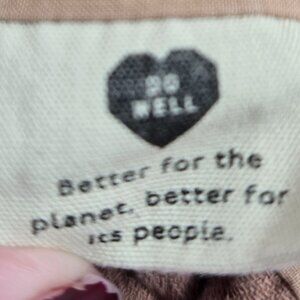 DO
WELL
Better for the
planet, better for
its people.